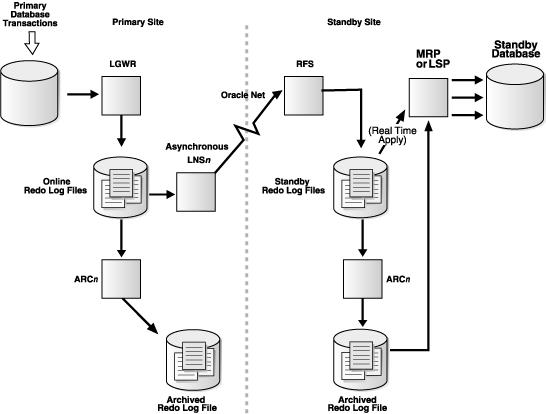 Primary
Database
Transactions
Primary Site
Standby Site
LGWR
RFS
MRP
or LSP
Standby
Database
Oracle Net
(Real Time
Apply)
Asynchronous
LNSn
Online
Redo Log Files
Standby
Redo Log Files
ARCn
ARCn
Archived
Redo Log File
Archived
Redo Log File